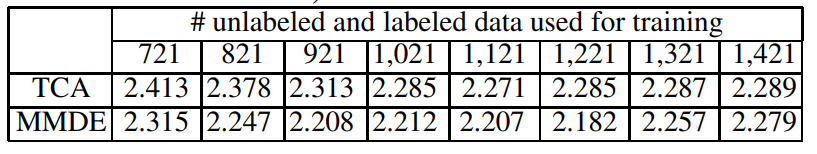 # unlabeled and labeled data used for training
721 821 921 1,021 1,121 1,221 1,321 1,421
TCA 2.413 2.378 2.313 2.285 2.271 2.285 2.287 2.289
MMDE 2.315 2.247 2.208 2.212 2.207 2.182 2.257 2.279